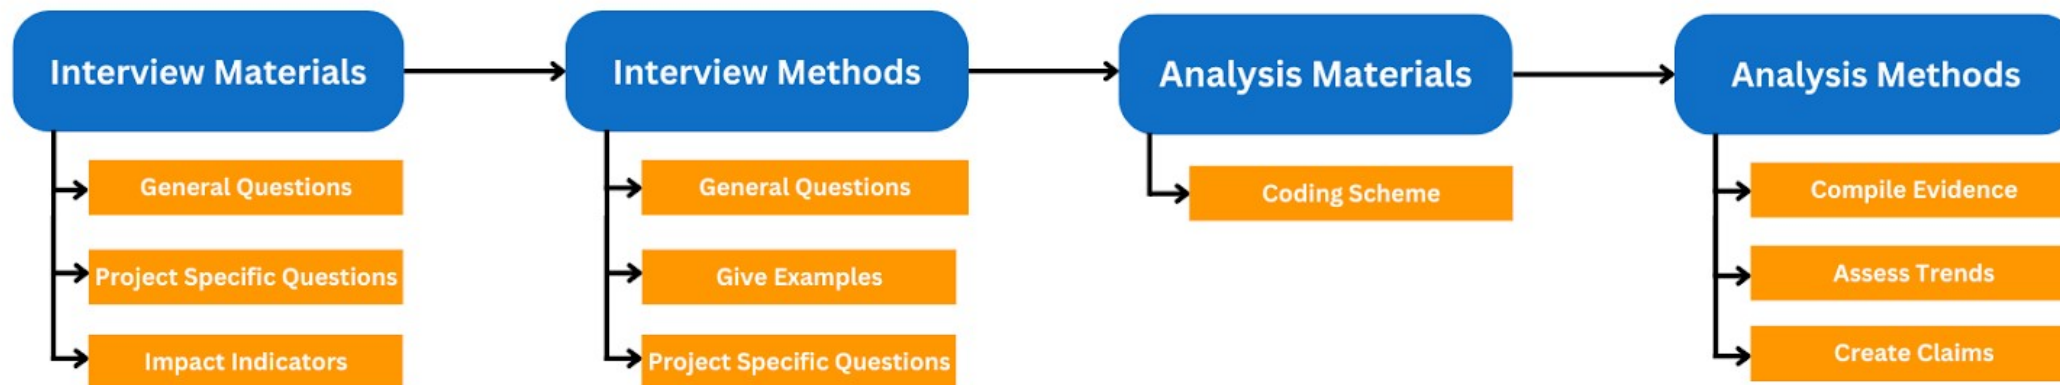 Interview Materials
General Questions
Project Specific Questions
Impact Indicators
Interview Methods
General Questions
Give Examples
Project Specific Questions
Analysis Materials
Coding Scheme
Analysis Methods
Compile Evidence
Assess Trends
Create Claims